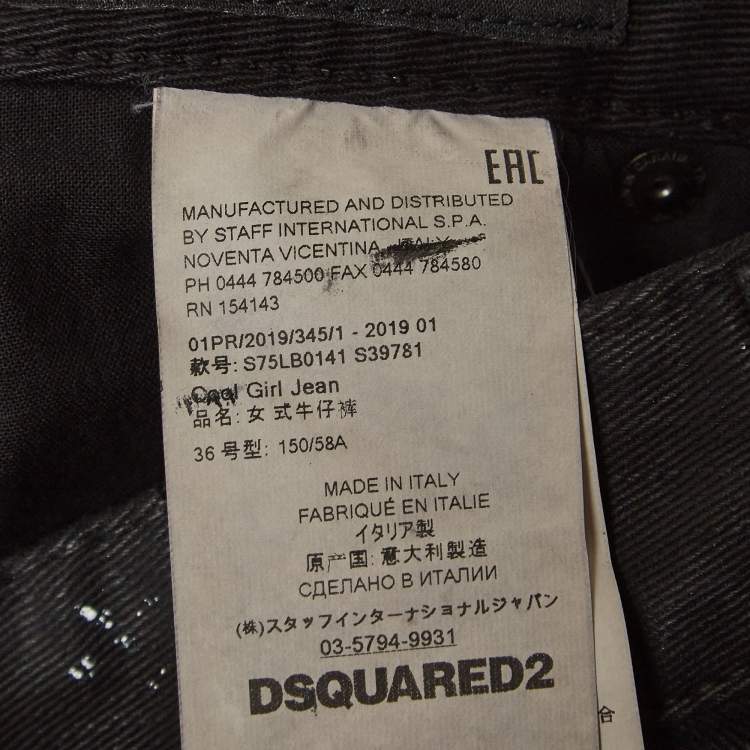 EAC
MANUFACTURED AND DISTRIBUTED
BY STAFF INTERNATIONAL S.P.A.
NOVENTA VICENTINA, ITALY
PH 0444 784500 FAX 0444 784580
RN 154143
01PR/2019/345/1 - 2019 01
款号: S75LB0141 S39781
Cool Girl Jean
品名: 女 式牛仔裤
36 号型: 150/58A
MADE IN ITALY
FABRIQUÉ EN ITALIE
イタリア製
原产国: 意大利製造
СДЕЛАНО В ИТАЛИИ
(株)スタッフインターナショナルジャパン
03-5794-9931
DSQUARED2
合